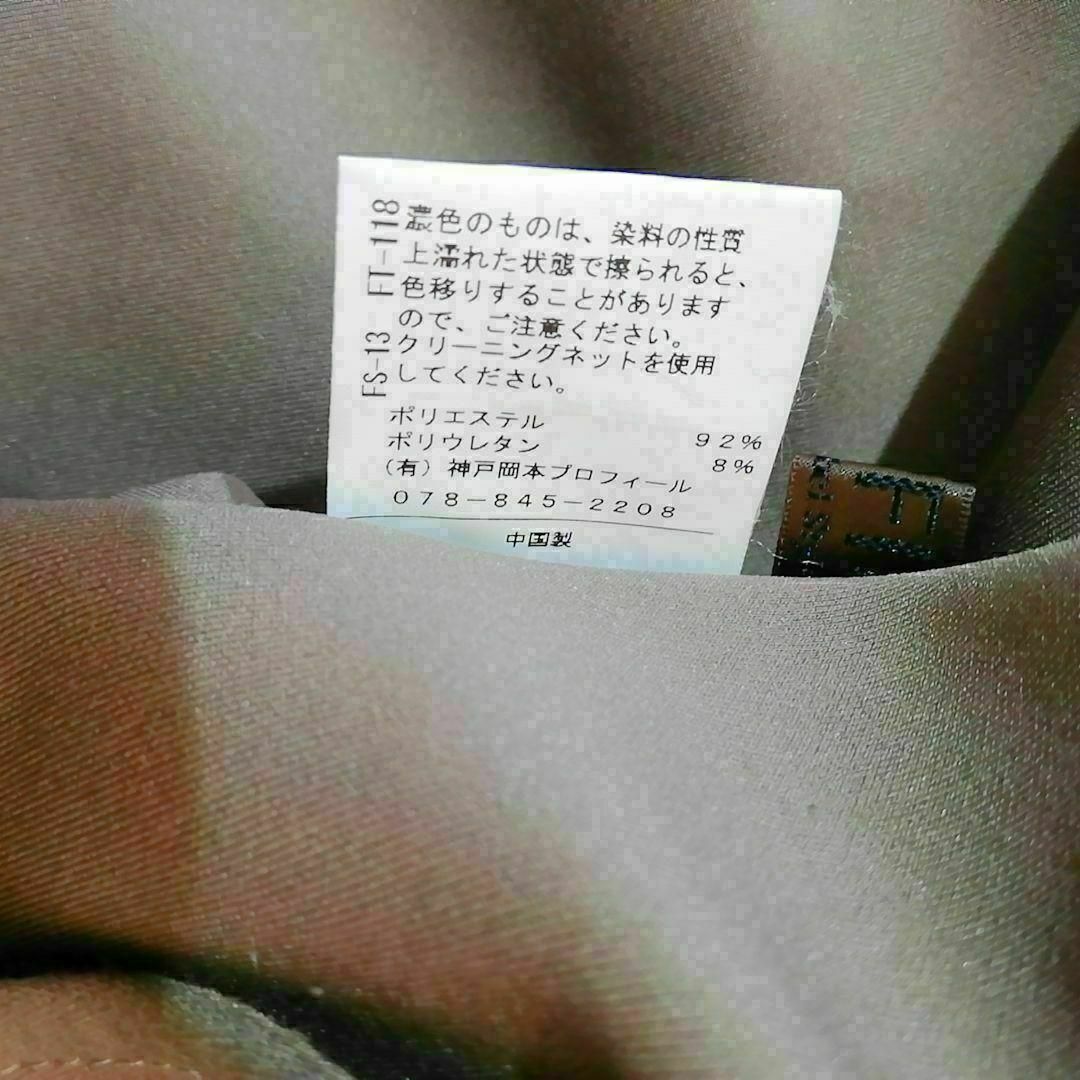 濃色のものは、染料の性質
上濡れた状態で擦られると、
色移りすることがあります
ので、ご注意ください。
クリーニングネットを使用
してください。
FT-118
FS-13
ポリエステル 92%
ポリウレタン 8%
(有)神戸岡本プロフィール
078-845-2208
中国製